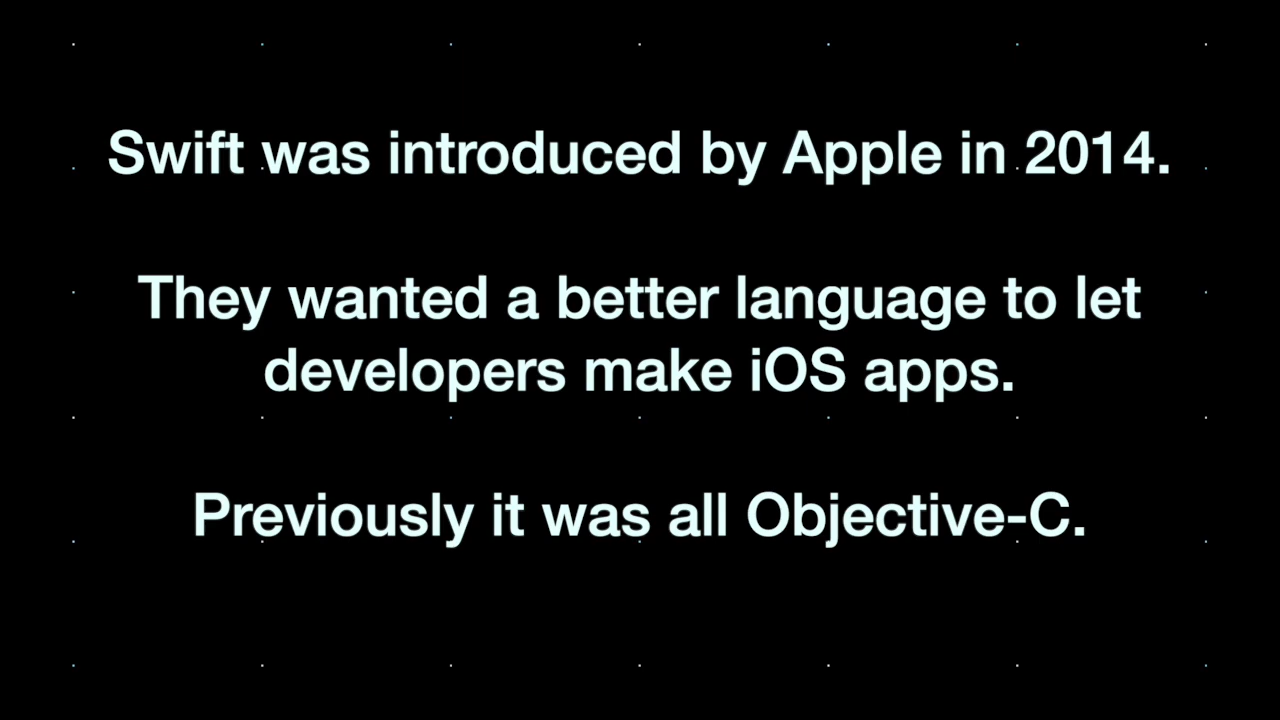 Swift was introduced by Apple in 2014.
They wanted a better language to let
developers make iOS apps.
Previously it was all Objective-C.